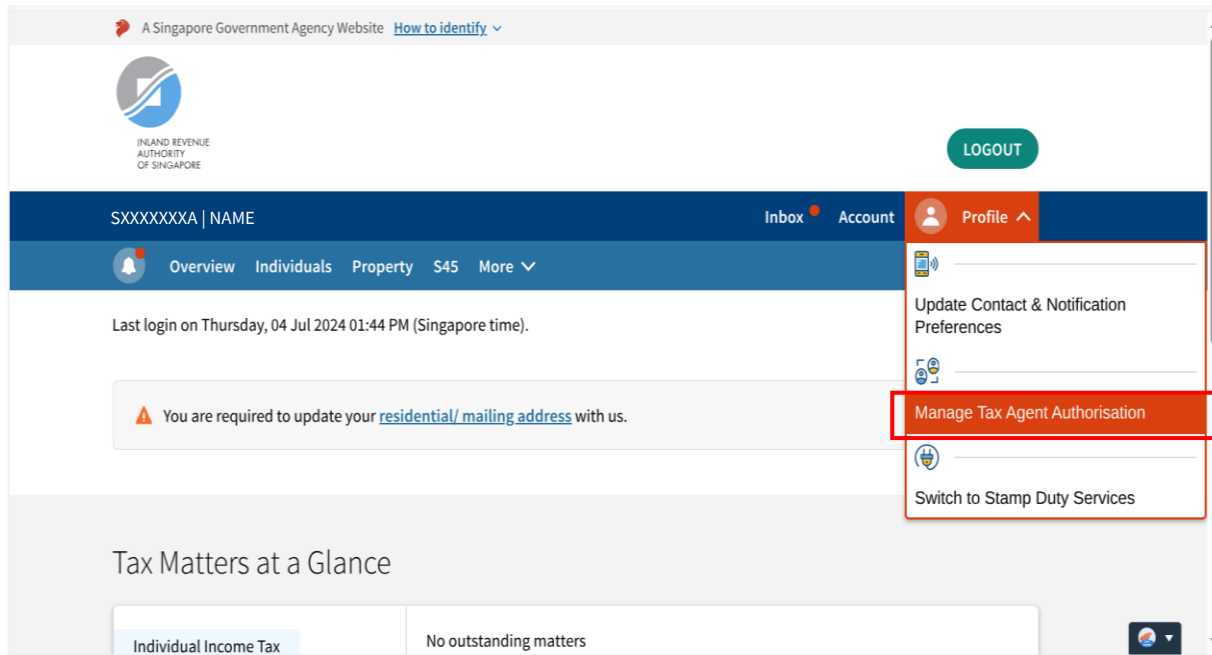 A Singapore Government Agency Website How to identify
INLAND REVENUE
AUTHORITY
OF SINGAPORE
LOGOUT
SXXXXXXXA | NAME
Inbox Account Profile
Overview Individuals Property S45 More
Update Contact & Notification
Preferences
Last login on Thursday, 04 Jul 2024 01:44 PM (Singapore time).
You are required to update your residential/ mailing address with us.
Manage Tax Agent Authorisation
Switch to Stamp Duty Services
Tax Matters at a Glance
Individual Income Tax
No outstanding matters